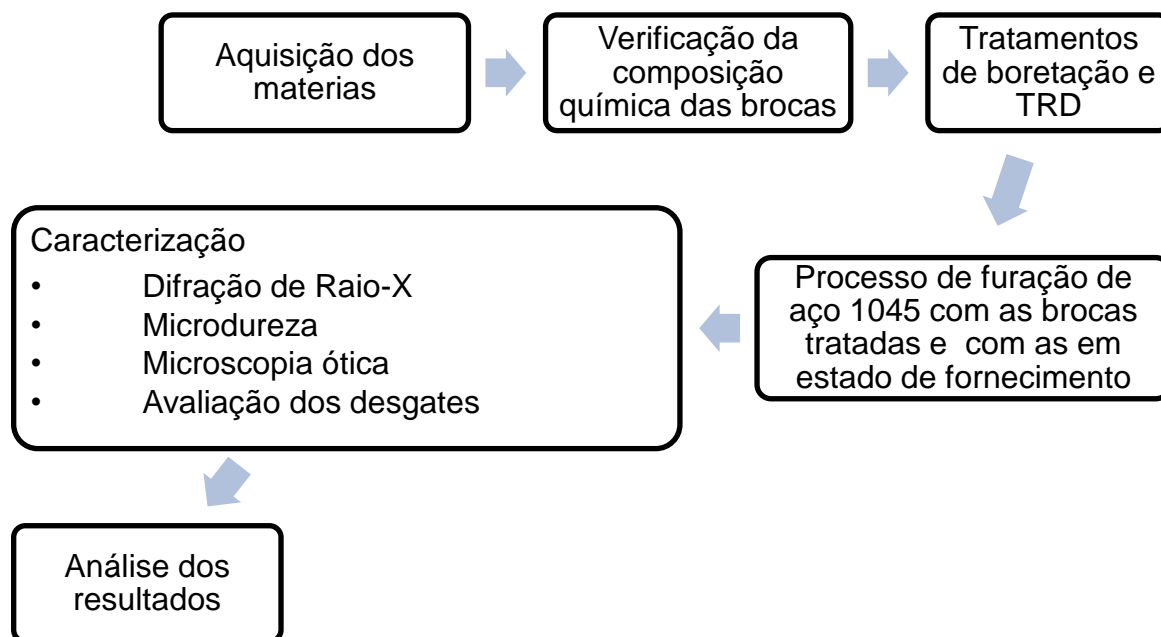 Aquisição dos
materias
Verificação da
composição
química das brocas
Tratamentos
de boretação e
TRD
Processo de furação de
aço 1045 com as brocas
tratadas e com as em
estado de fornecimento
Caracterização
• Difração de Raio-X
• Microdureza
• Microscopia ótica
• Avaliação dos desgates
Análise dos
resultados